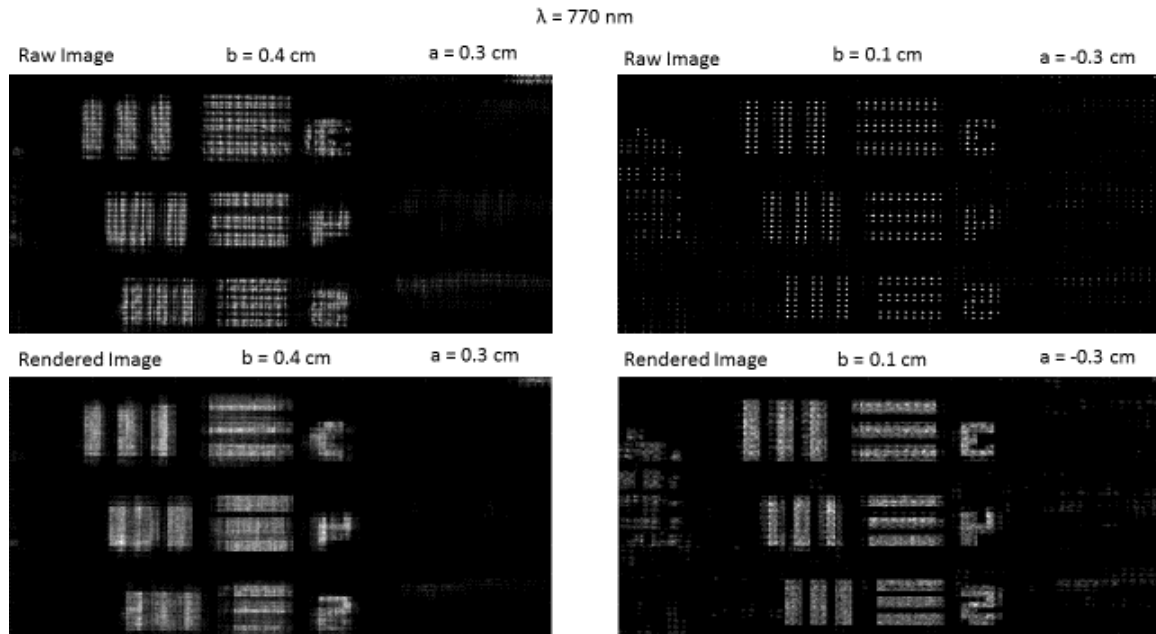 λ = 770 nm
Raw Image b = 0.4 cm a = 0.3 cm
Raw Image b = 0.1 cm a = -0.3 cm
Rendered Image b = 0.4 cm a = 0.3 cm
Rendered Image b = 0.1 cm a = -0.3 cm